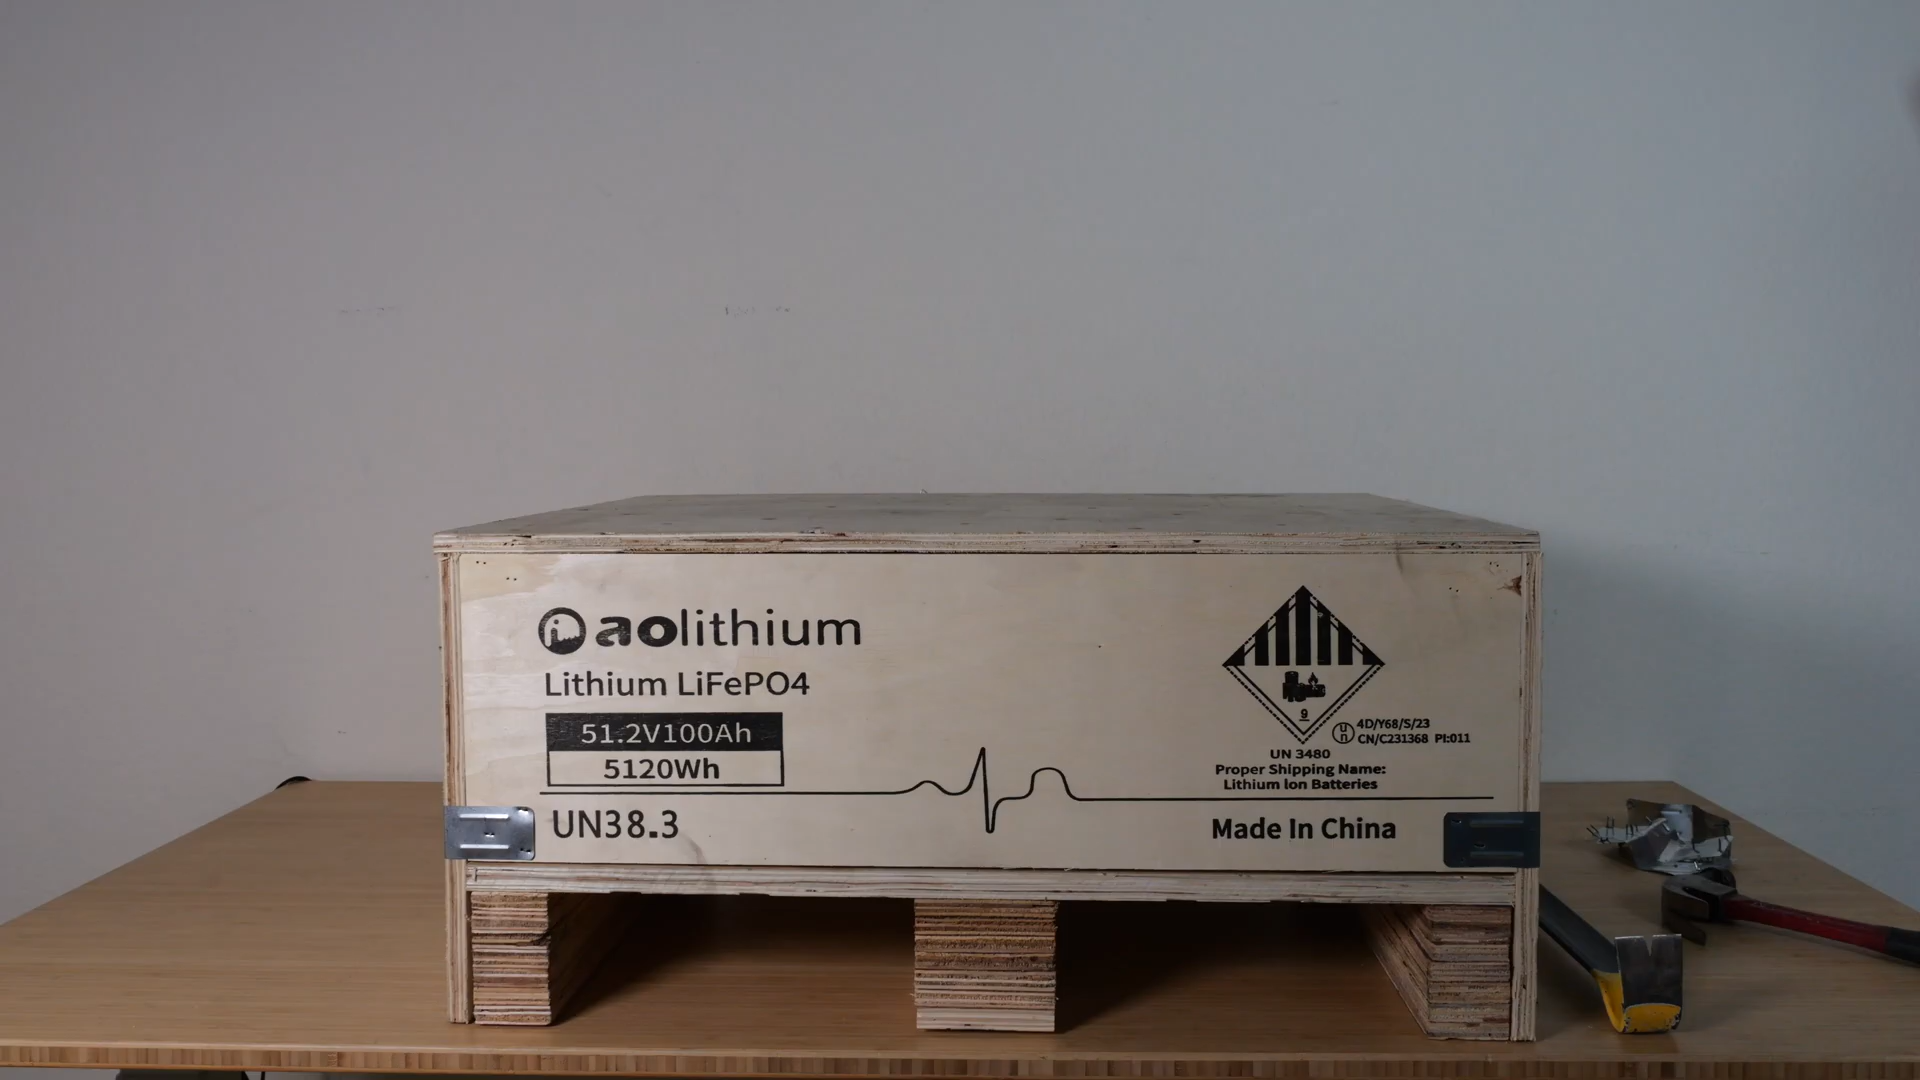 aolithium
Lithium LiFePO4
51.2V100Ah
5120Wh
UN38.3
9
un
4D/Y68/S/23
CN/C231368 PI:011
UN 3480
Proper Shipping Name:
Lithium Ion Batteries
Made In China